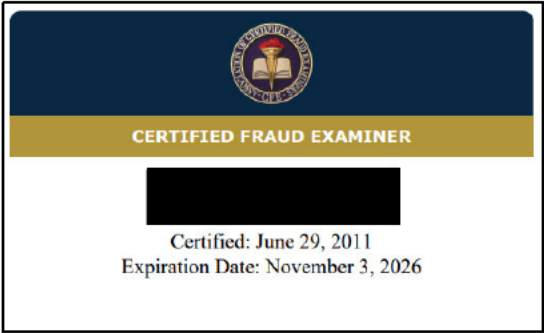 CERTIFIED FRAUD EXAMINER
Certified: June 29, 2011
Expiration Date: November 3, 2026